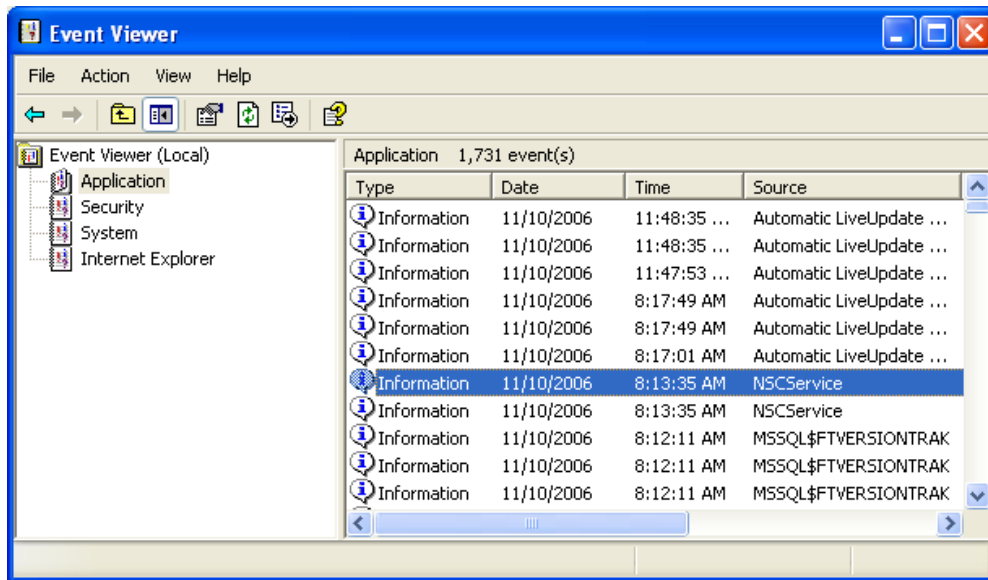 Event Viewer
File Action View Help
Event Viewer (Local)
Application
Security
System
Internet Explorer
Application 1,731 event(s)
Type Date Time Source
Information 11/10/2006 11:48:35 ... Automatic LiveUpdate ...
Information 11/10/2006 11:48:35 ... Automatic LiveUpdate ...
Information 11/10/2006 11:47:53 ... Automatic LiveUpdate ...
Information 11/10/2006 8:17:49 AM Automatic LiveUpdate ...
Information 11/10/2006 8:17:49 AM Automatic LiveUpdate ...
Information 11/10/2006 8:17:01 AM Automatic LiveUpdate ...
Information 11/10/2006 8:13:35 AM NSCService
Information 11/10/2006 8:13:35 AM NSCService
Information 11/10/2006 8:12:11 AM MSSQL$FTVERSIONTRAK
Information 11/10/2006 8:12:11 AM MSSQL$FTVERSIONTRAK
Information 11/10/2006 8:12:11 AM MSSQL$FTVERSIONTRAK